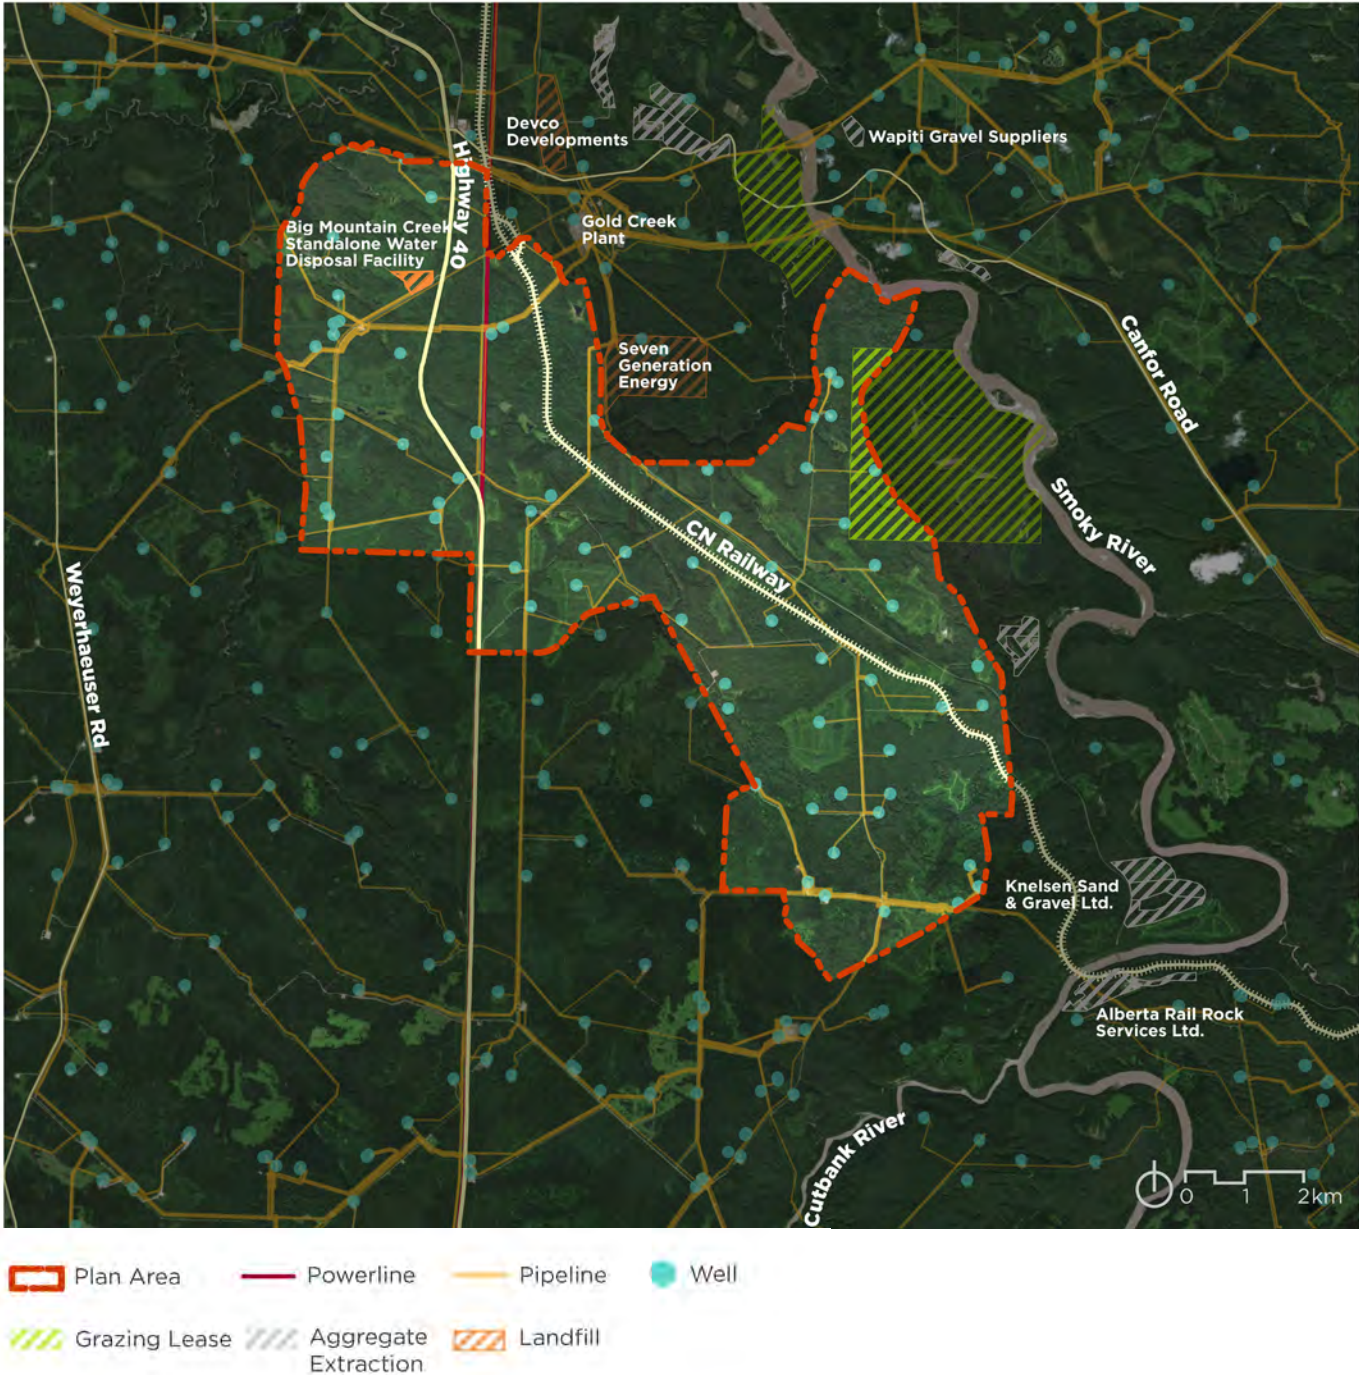 Devco
Developments
Wapiti Gravel Suppliers
Highway 40
Big Mountain Creek
Standalone Water
Disposal Facility
Gold Creek
Plant
Seven
Generation
Energy
Canfor Road
Smoky River
CN Railway
Weyerhaeuser Rd
Knelsen Sand
& Gravel Ltd.
Alberta Rail Rock
Services Ltd.
Cutbank River
0 1 2km
Plan Area
Powerline
Pipeline
Well
Grazing Lease
Aggregate
Extraction
Landfill